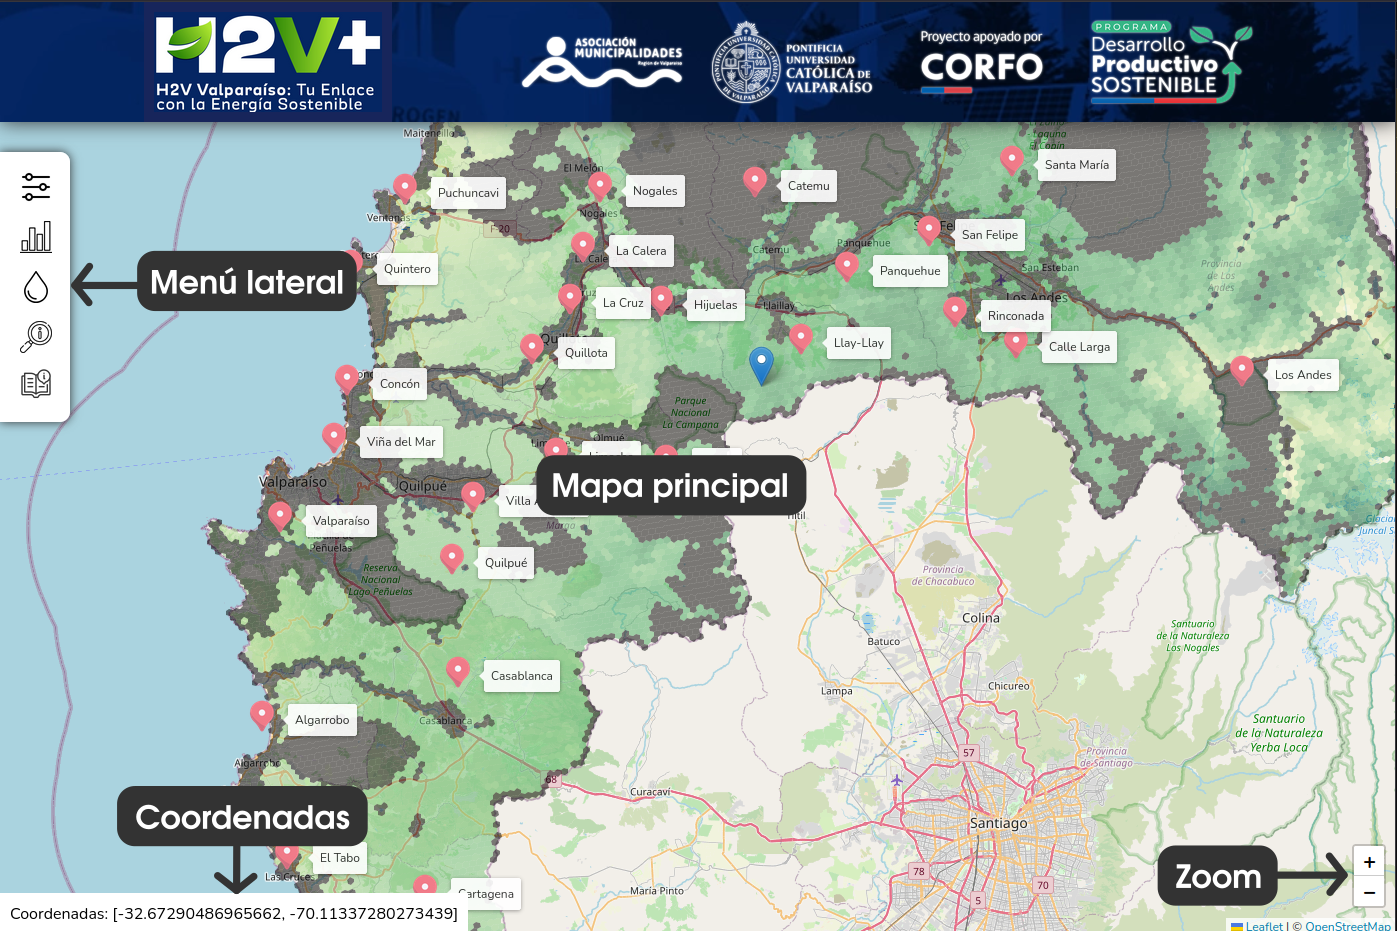 H2V+
H2V Valparaíso: Tu Enlace
con la Energía Sostenible
ASOCIACIÓN
MUNICIPALIDADES
Región de Valparaíso
PONTIFICIA
UNIVERSIDAD
CATÓLICA DE
VALPARAÍSO
Proyecto apoyado por
CORFO
PROGRAMA
Desarrollo
Productivo
SOSTENIBLE
Maitencillo
Santa María
El Melón
Puchuncavi
Nogales
Catemu
Ventanas
Nogales
F-20
San Felipe
La Calera
Catemu
Panquehue
Quintero
Panquehue
San Esteban
Provincia
de Los
Andes
Menú lateral
La Cruz
Hijuelas
Llaillay
Los Andes
Rinconada
Llay-Llay
Calle Larga
Quillota
Los Andes
Concón
Parque
Nacional
La Campana
Viña del Mar
Olmué
Mapa principal
Valparaíso
Quilpué
Villa
Valparaíso
Peñuelas
Quilpué
Reserva
Nacional
Lago Peñuelas
Provincia
de Chacabuco
Colina
Batuco
Santuario
de la Naturaleza
Los Nogales
Casablanca
Lampa
Chicureo
Algarrobo
Casablanca
Santuario
de la Naturaleza
Yerba Loca
57
Provincia
de Santiago
Algarrobo
68
Curacaví
Coordenadas
Santiago
El Tabo
Las Cruces
78
70
5
Zoom
+
−
María Pinto
Cartagena
Coordenadas: [-32.67290486965662, -70.11337280273439]
Leaflet | © OpenStreetMap